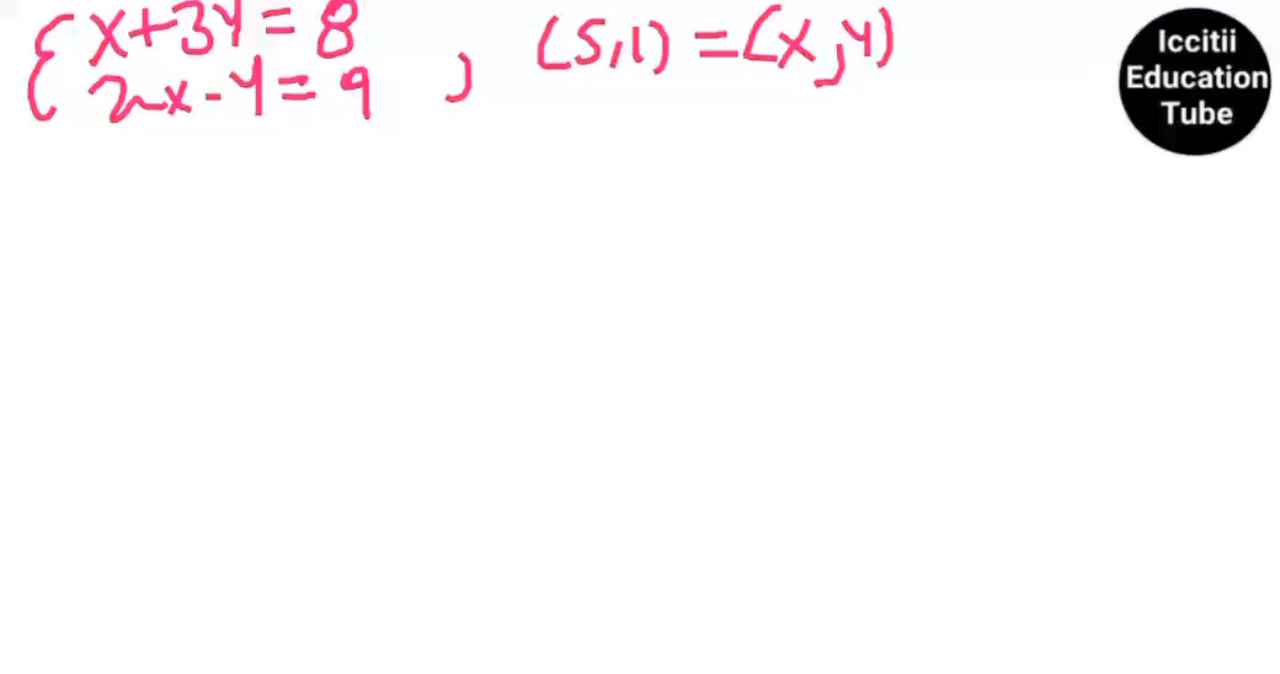 { x+3y = 8
2x-y = 9 , (5,1) = (x,y)
Iccitii
Education
Tube